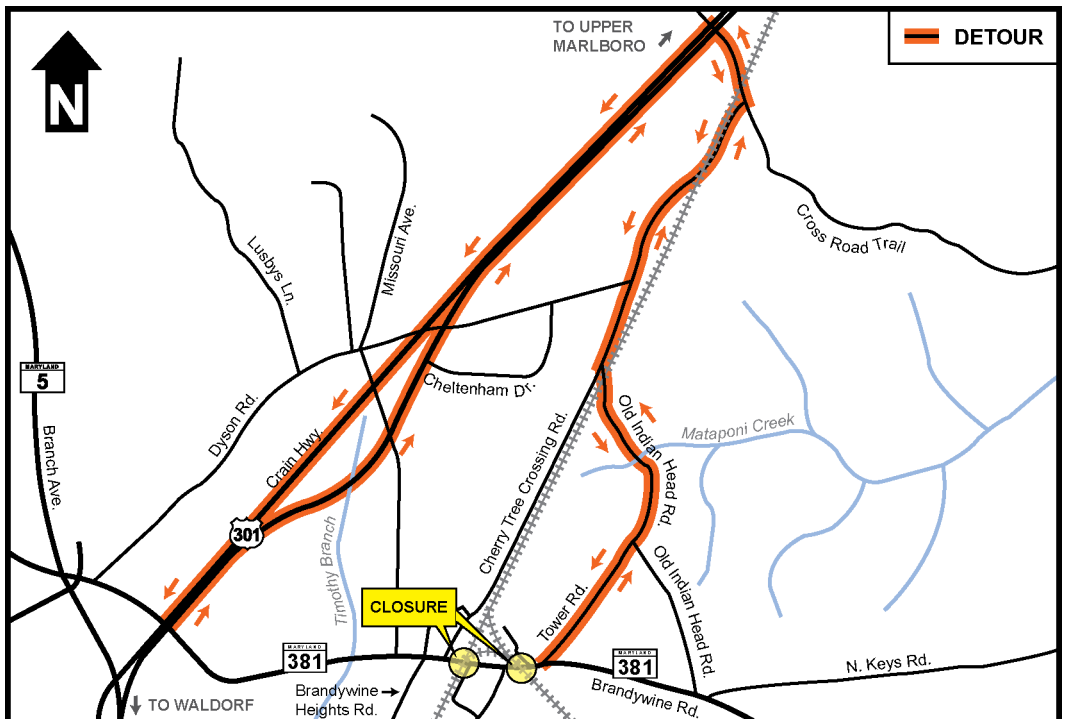 TO UPPER
MARLBORO
DETOUR
N
Lusbys Ln.
Missouri Ave.
Cross Road Trail
MARYLAND
5
Branch Ave.
Dyson Rd.
Crain Hwy.
Cheltenham Dr.
Old Indian Head Rd.
Mataponi Creek
Cherry Tree Crossing Rd.
301
Timothy Branch
CLOSURE
Tower Rd.
Old Indian Head Rd.
MARYLAND
381
MARYLAND
381
N. Keys Rd.
Brandywine
Heights Rd.
Brandywine Rd.
TO WALDORF